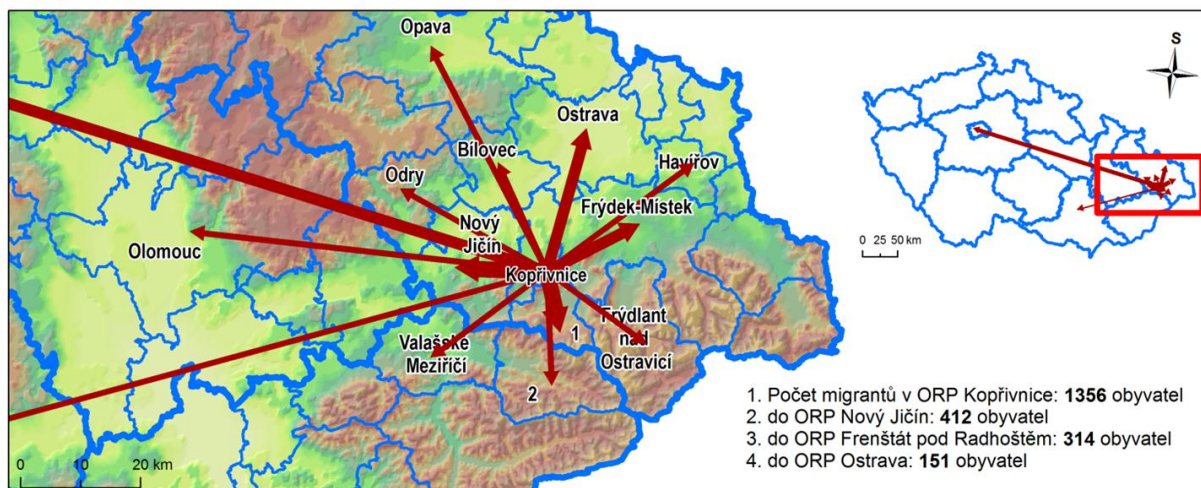 Opava
Ostrava
Bílovec
Havířov
Odry
Frýdek-Místek
Nový
Jičín
Olomouc
Kopřivnice
Frýdlant
nad
Ostravicí
1
Valašske
Meziříčí
2
0 20 km
S
0 25 50 km
1. Počet migrantů v ORP Kopřivnice: 1356 obyvatel
2. do ORP Nový Jičín: 412 obyvatel
3. do ORP Frenštát pod Radhoštěm: 314 obyvatel
4. do ORP Ostrava: 151 obyvatel